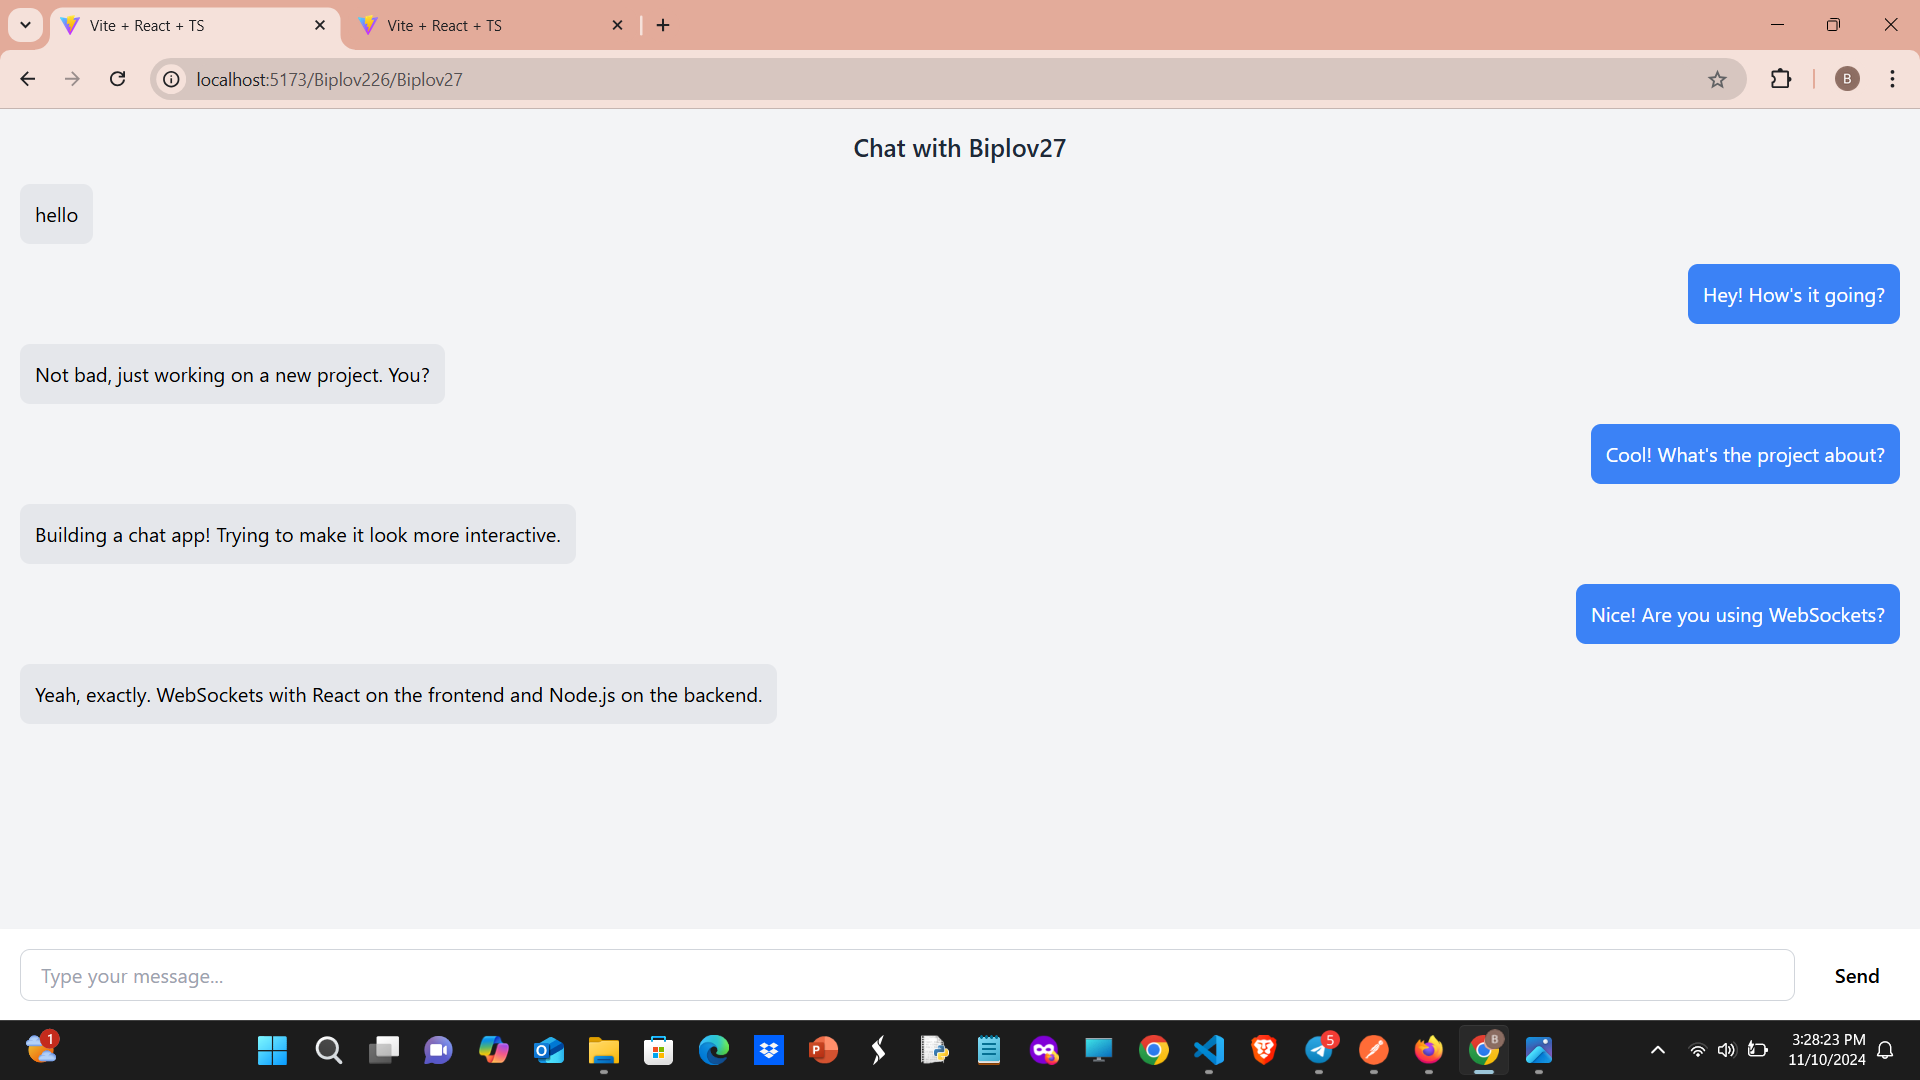 Vite + React + TS
Vite + React + TS
localhost:5173/Biplov226/Biplov27
B
Chat with Biplov27
hello
Hey! How's it going?
Not bad, just working on a new project. You?
Cool! What's the project about?
Building a chat app! Trying to make it look more interactive.
Nice! Are you using WebSockets?
Yeah, exactly. WebSockets with React on the frontend and Node.js on the backend.
Type your message...
Send
1
O
P
5
B
3:28:23 PM
11/10/2024